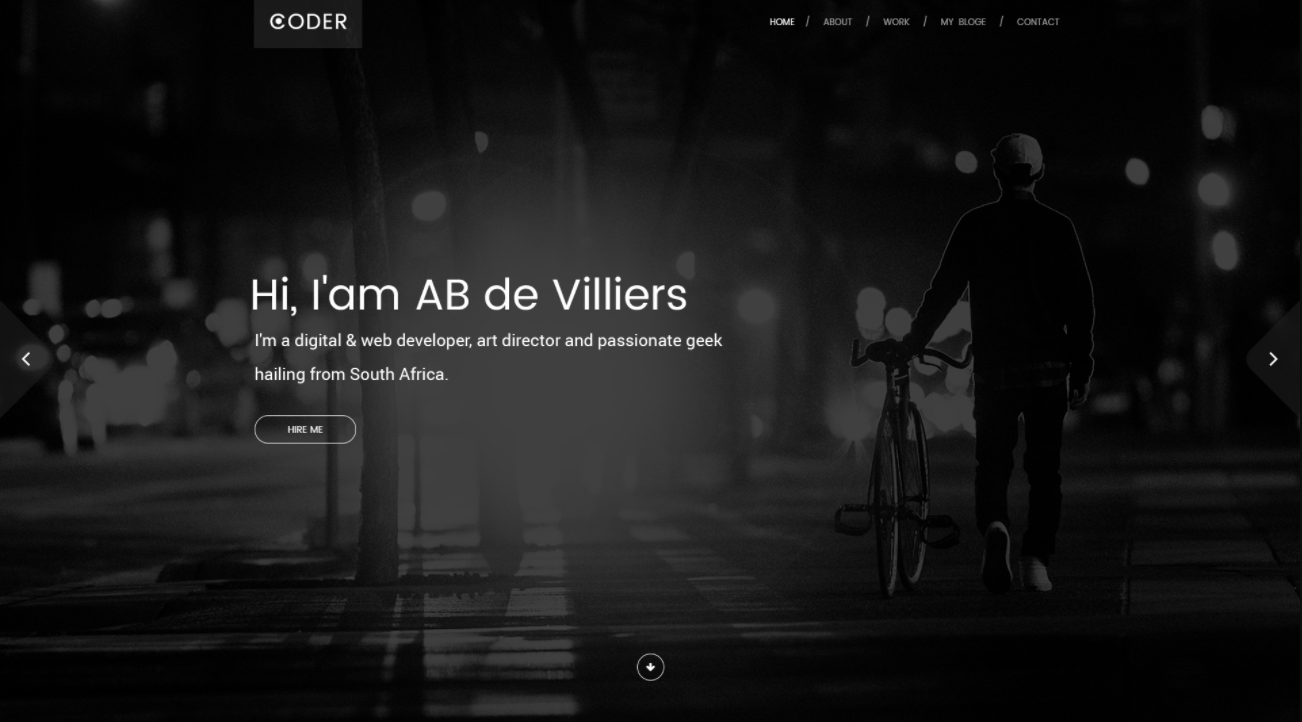 CODER
HOME / ABOUT / WORK / MY BLOGE / CONTACT
Hi, I'am AB de Villiers
I'm a digital & web developer, art director and passionate geek
hailing from South Africa.
HIRE ME